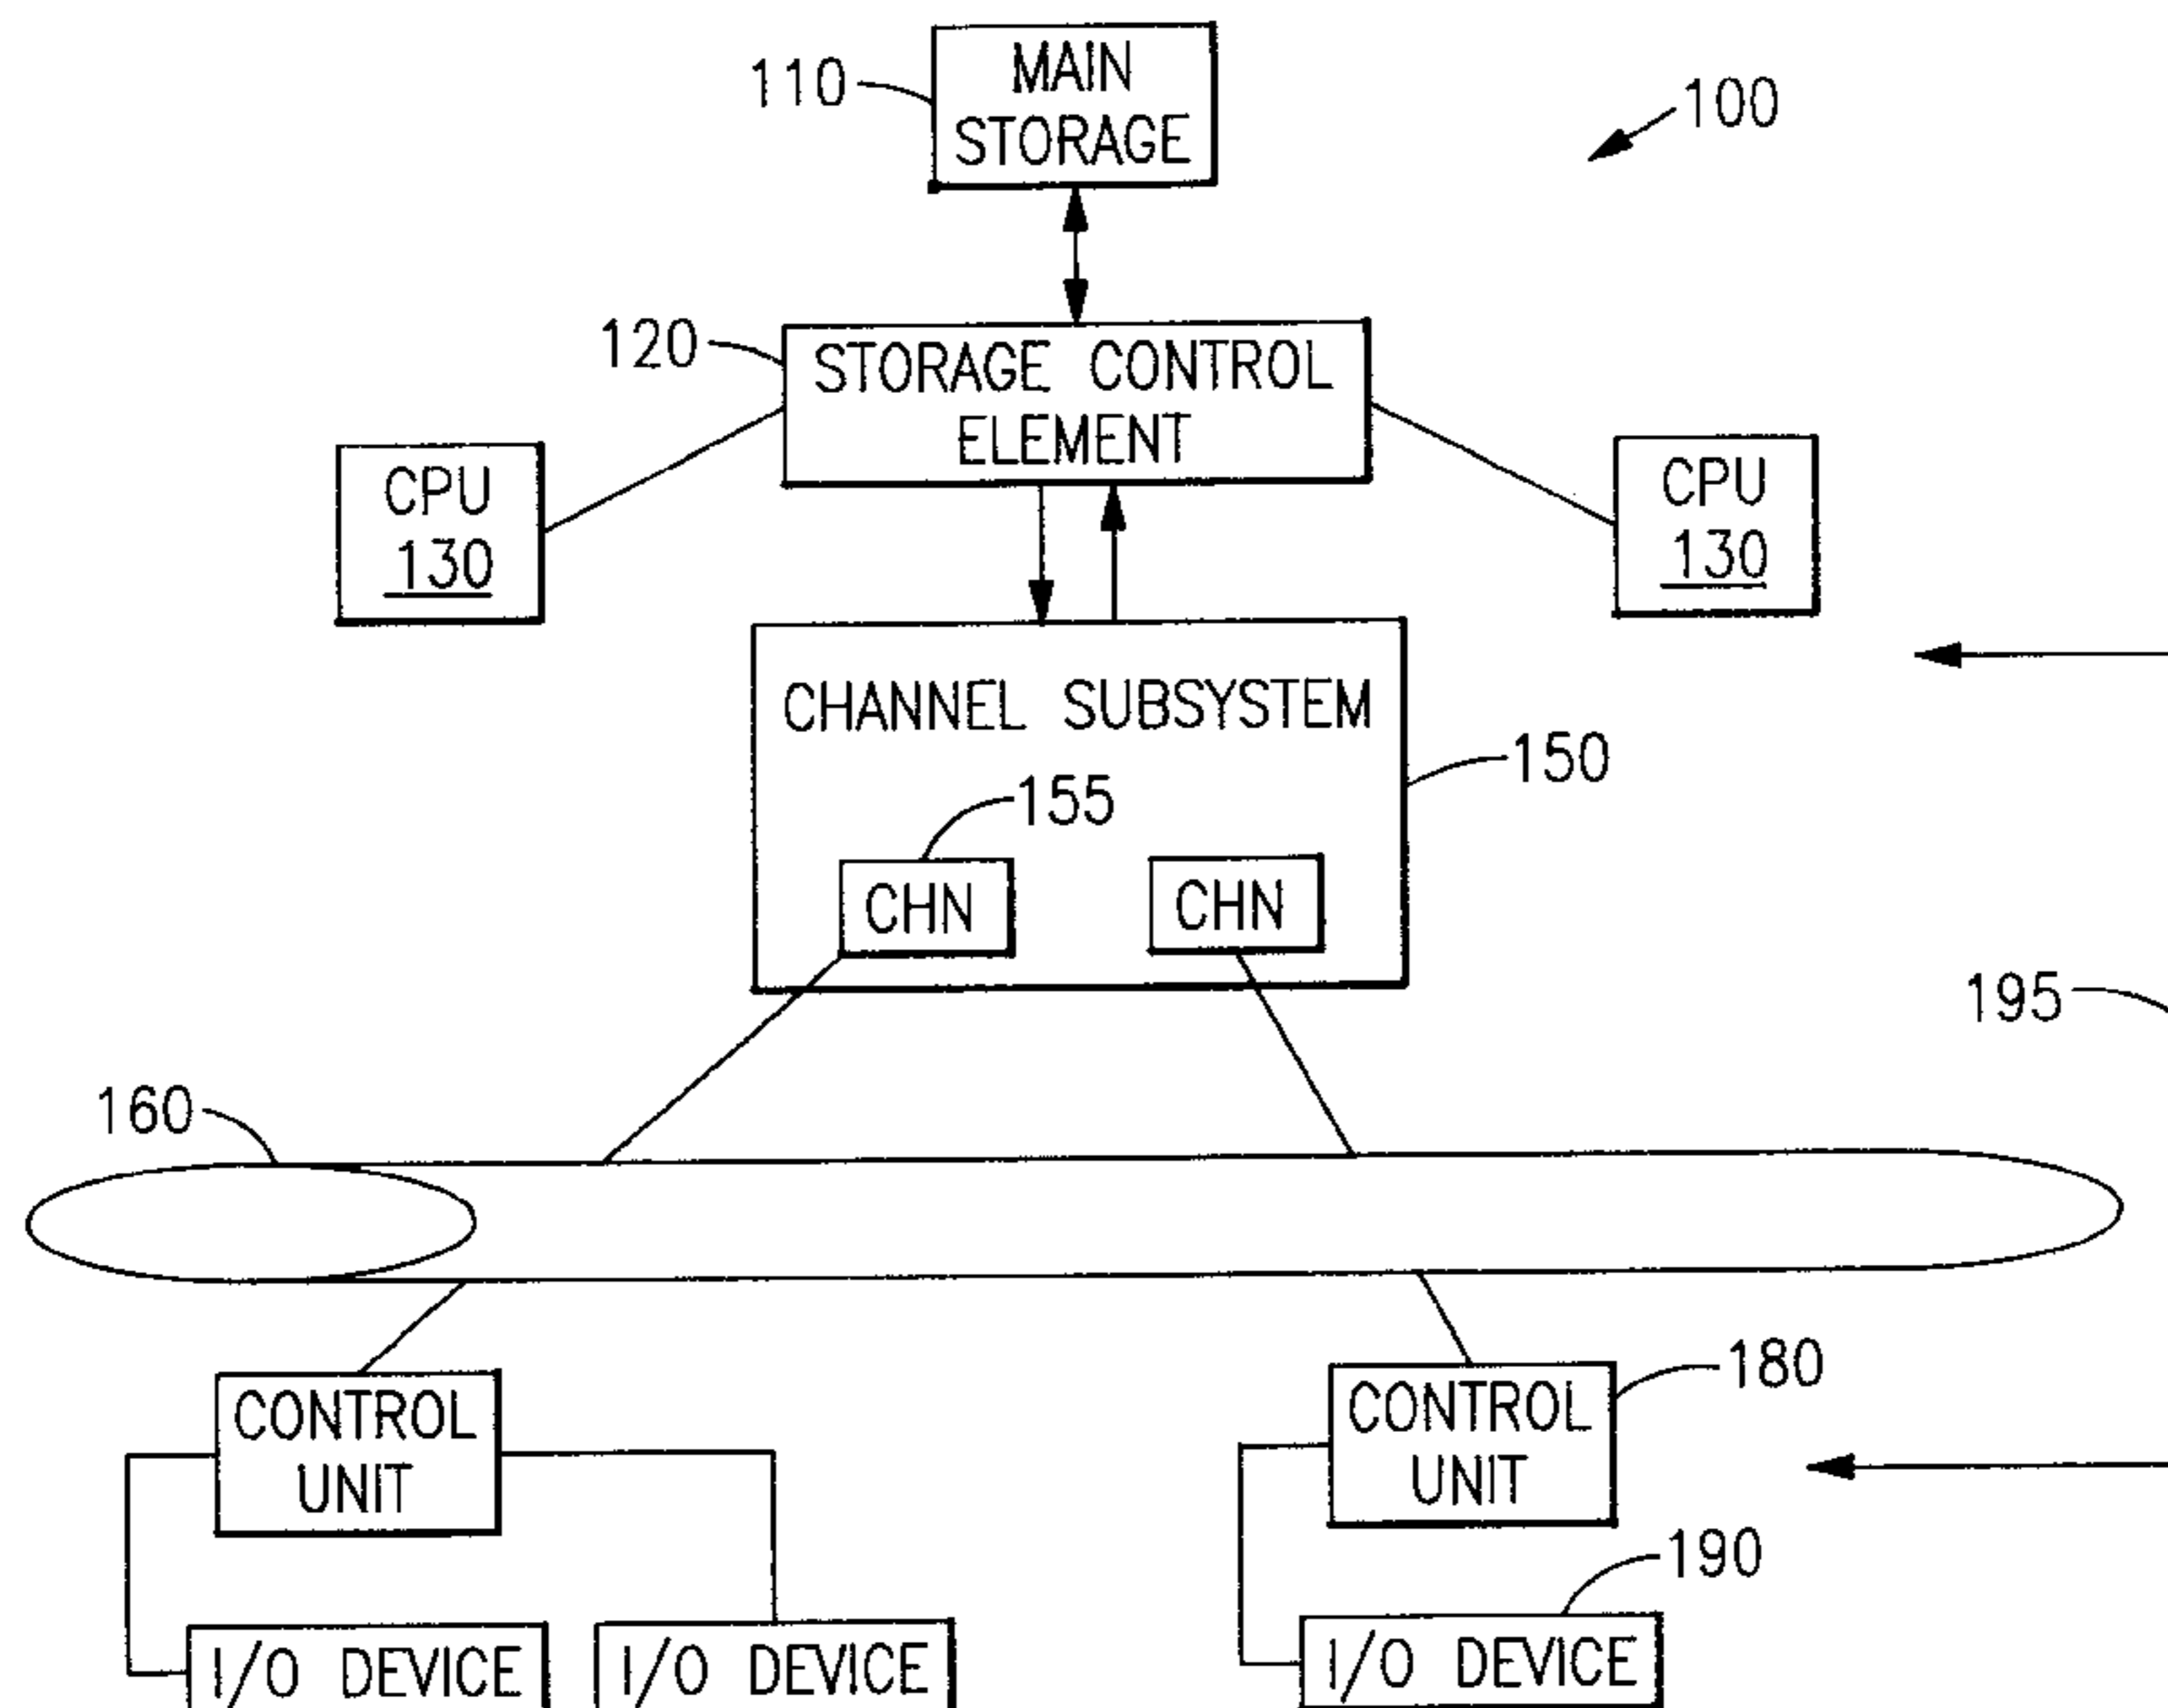 110
MAIN
STORAGE
100
120
STORAGE CONTROL
ELEMENT
CPU
130
CPU
130
CHANNEL SUBSYSTEM
150
155
CHN
CHN
195
160
CONTROL
UNIT
CONTROL
UNIT
180
190
I/O DEVICE
I/O DEVICE
I/O DEVICE